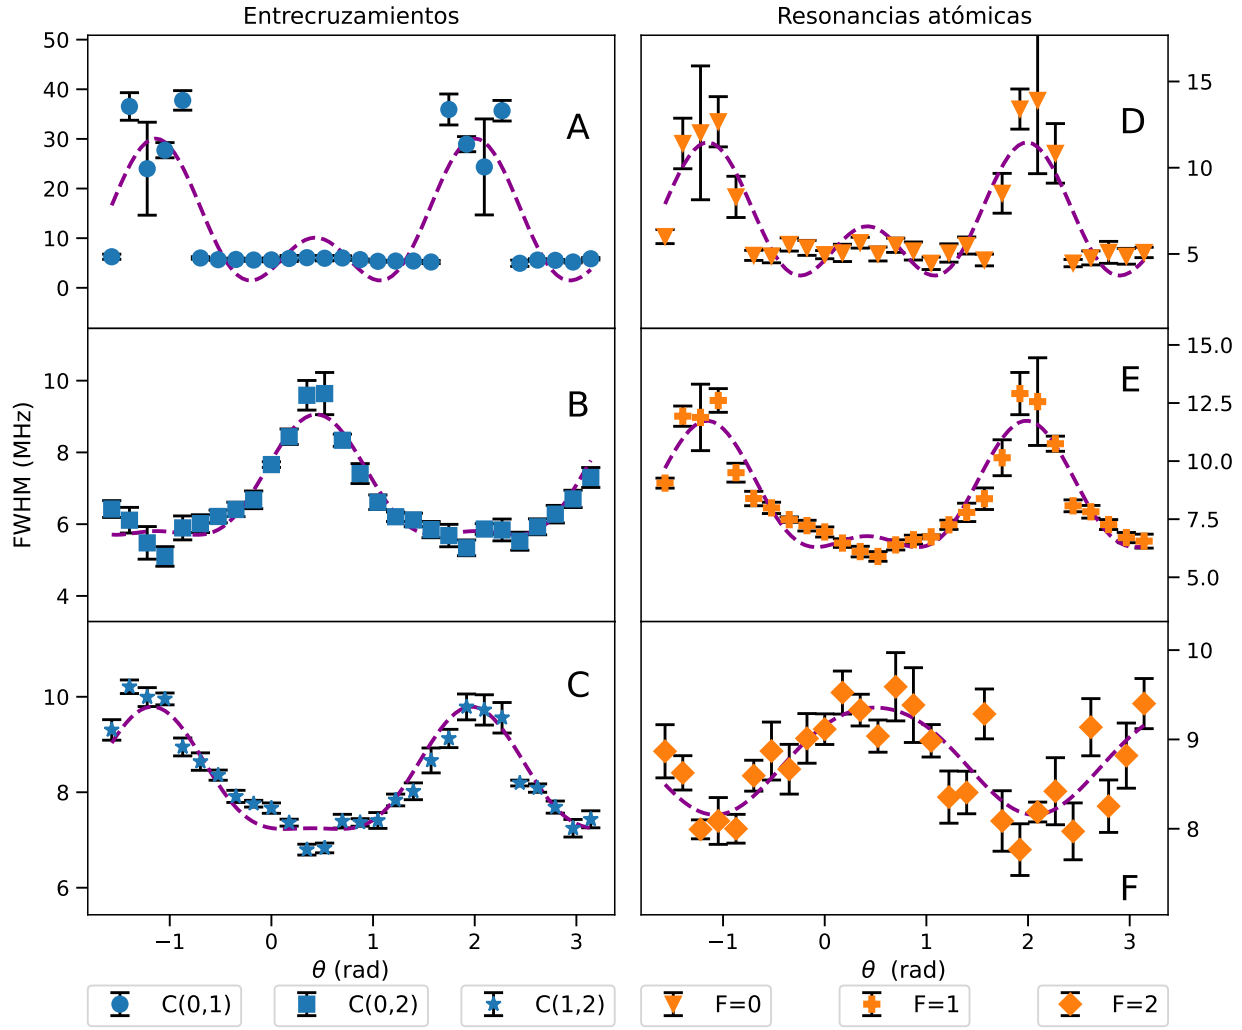 Entrecruzamientos
Resonancias atómicas
50
40
30
20
10
0
A
15
10
5
D
FWHM (MHz)
10
8
6
4
B
15.0
12.5
10.0
7.5
5.0
E
10
8
6
C
10
9
8
F
−1 0 1 2 3
−1 0 1 2 3
θ (rad)
θ (rad)
C(0,1)
C(0,2)
C(1,2)
F=0
F=1
F=2